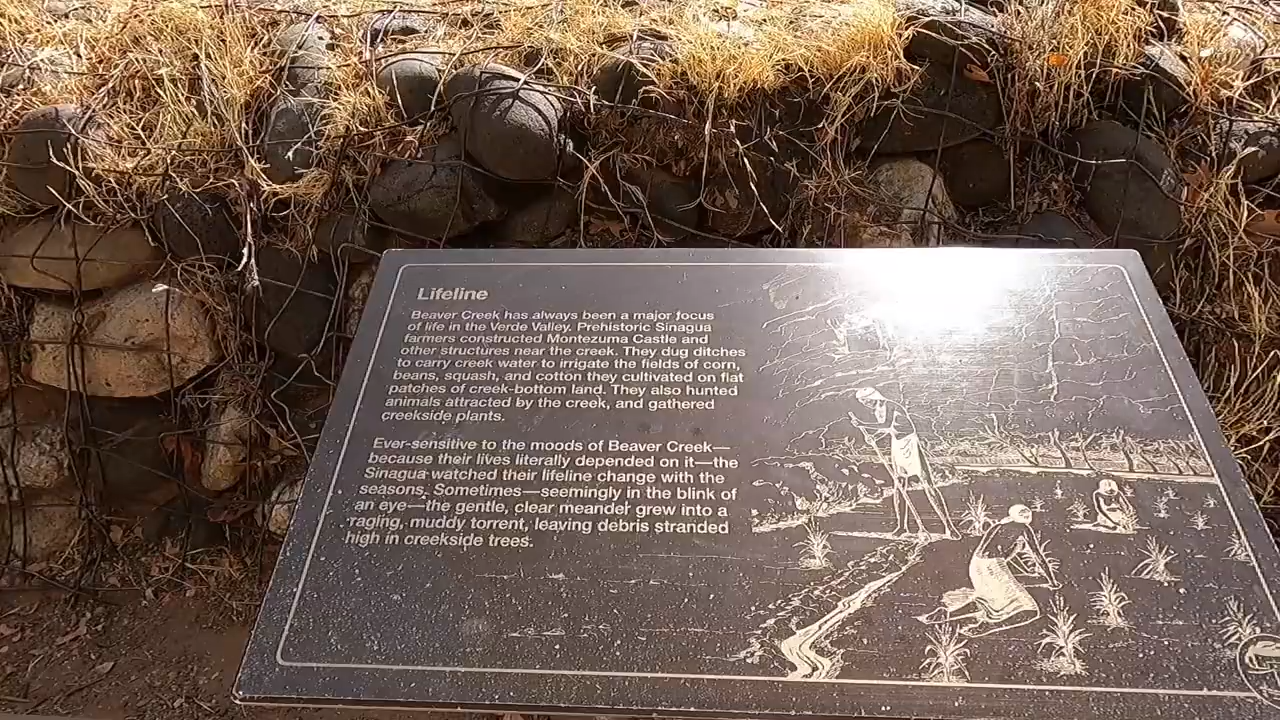 Lifeline
Beaver Creek has always been a major focus
of life in the Verde Valley. Prehistoric Sinagua
farmers constructed Montezuma Castle and
other structures near the creek. They dug ditches
to carry creek water to irrigate the fields of corn,
beans, squash, and cotton they cultivated on flat
patches of creek-bottom land. They also hunted
animals attracted by the creek, and gathered
creekside plants.
Ever-sensitive to the moods of Beaver Creek—
because their lives literally depended on it—the
Sinagua watched their lifeline change with the
seasons. Sometimes—seemingly in the blink of
an eye—the gentle, clear meander grew into a
raging, muddy torrent, leaving debris stranded
high in creekside trees.